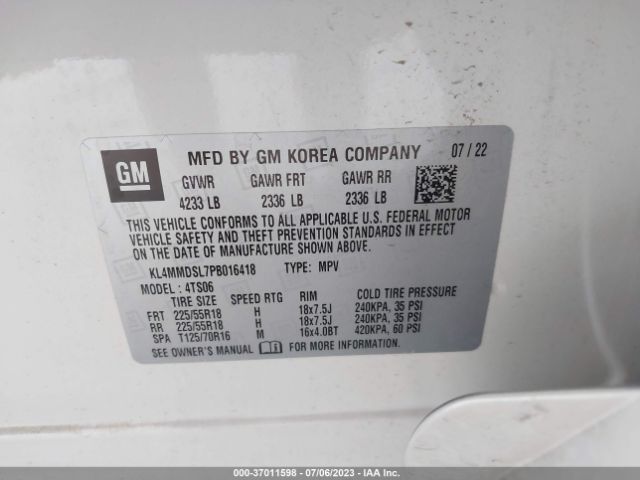 GM
MFD BY GM KOREA COMPANY 07 / 22
GVWR GAWR FRT GAWR RR
4233 LB 2336 LB 2336 LB
THIS VEHICLE CONFORMS TO ALL APPLICABLE U.S. FEDERAL MOTOR
VEHICLE SAFETY AND THEFT PREVENTION STANDARDS IN EFFECT
ON THE DATE OF MANUFACTURE SHOWN ABOVE.
KL4MMDSL7PB016418 TYPE: MPV
MODEL : 4TS06
TIRE SIZE SPEED RTG RIM COLD TIRE PRESSURE
FRT 225/55R18 H 18x7.5J 240KPA, 35 PSI
RR 225/55R18 H 18x7.5J 240KPA, 35 PSI
SPA T125/70R16 M 16x4.0BT 420KPA, 60 PSI
SEE OWNER'S MANUAL FOR MORE INFORMATION.
000-37011598 - 07/06/2023 - IAA Inc.